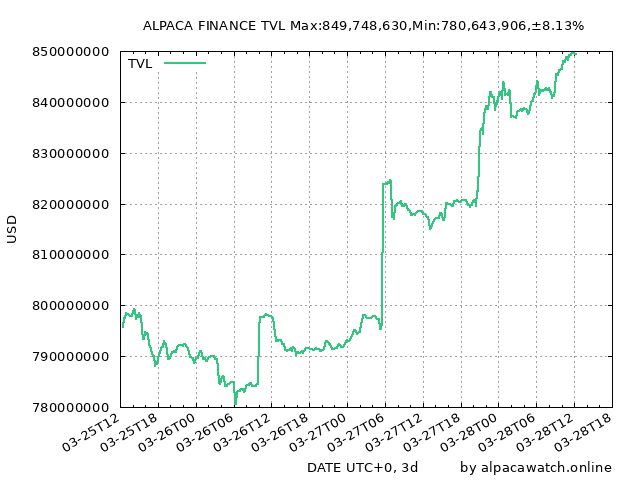 ALPACA FINANCE TVL Max:849,748,630,Min:780,643,906,±8.13%
TVL
850000000
840000000
830000000
820000000
810000000
800000000
790000000
780000000
USD
03-25T12
03-25T18
03-26T00
03-26T06
03-26T12
03-26T18
03-27T00
03-27T06
03-27T12
03-27T18
03-28T00
03-28T06
03-28T12
03-28T18
DATE UTC+0, 3d
by alpacawatch.online